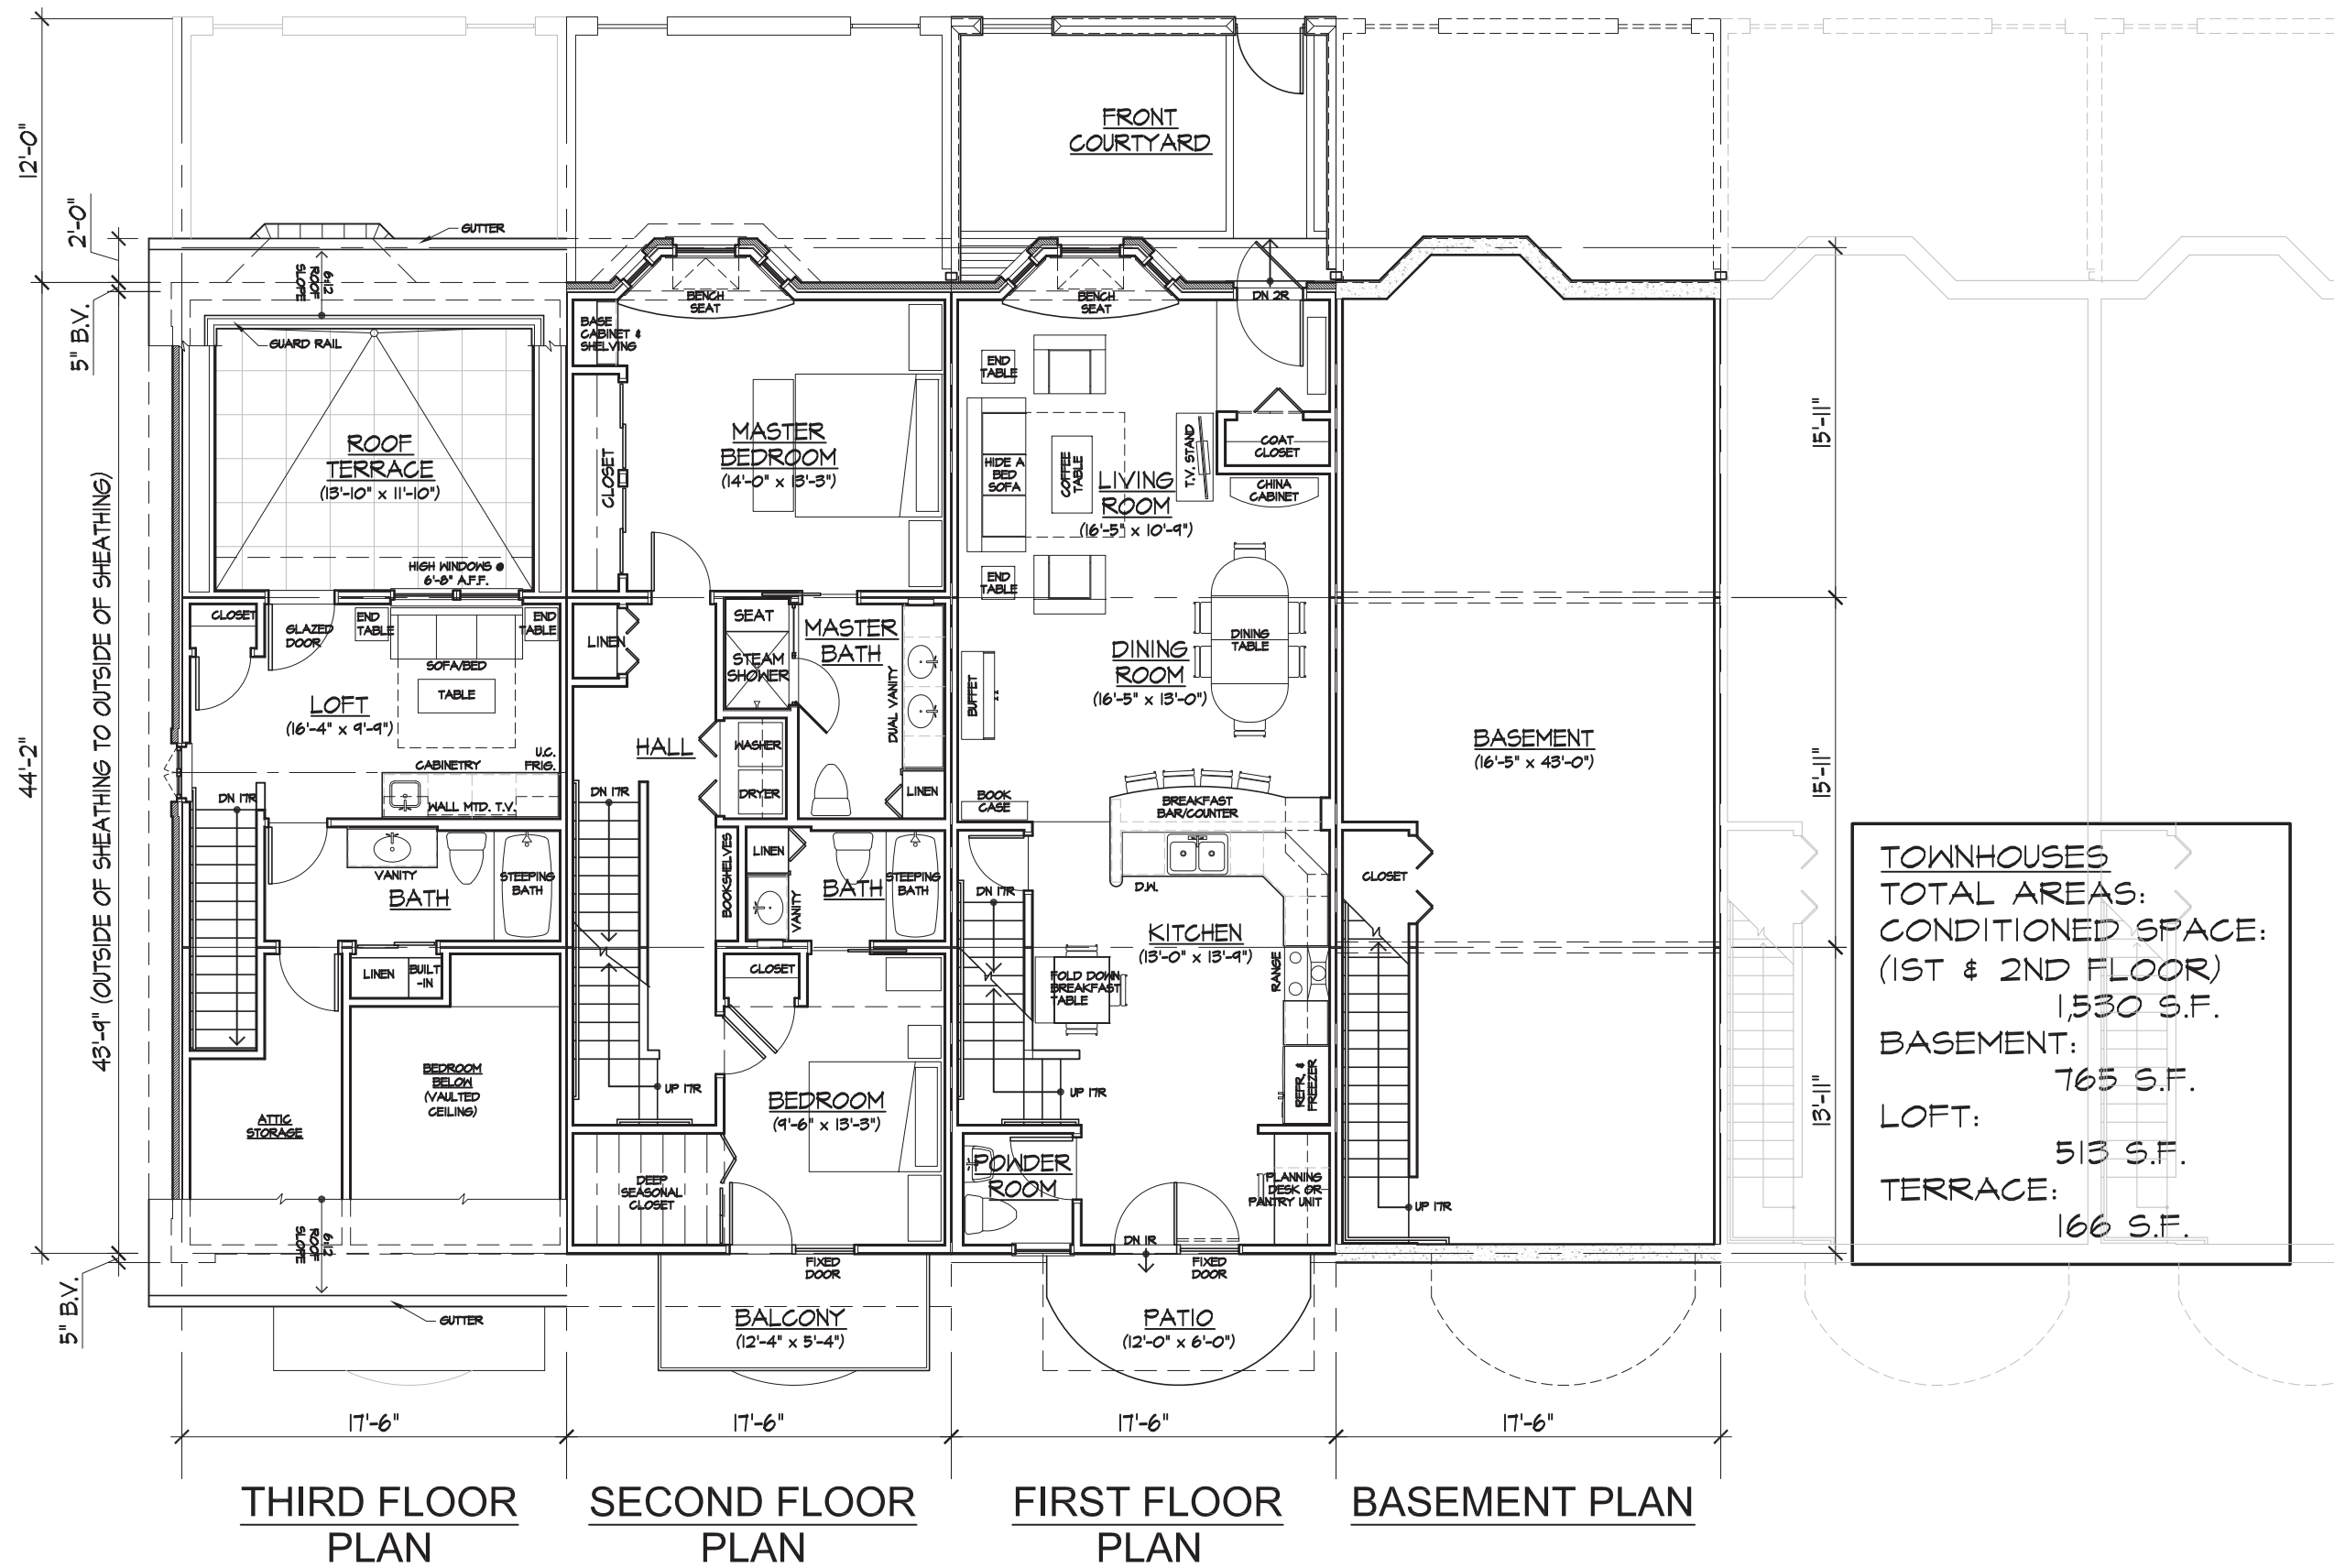 12'-0"
2'-0"
5" B.V.
44'-2"
43'-9" (OUTSIDE OF SHEATHING TO OUTSIDE OF SHEATHING)
5" B.V.
GUTTER
6:12
ROOF
SLOPE
GUARD RAIL
ROOF
TERRACE
(13'-10" x 11'-10")
HIGH WINDOWS @
6'-8" A.F.F.
CLOSET
GLAZED
DOOR
END
TABLE
END
TABLE
SOFA/BED
TABLE
LOFT
(16'-4" x 9'-9")
U.C.
FRIG.
CABINETRY
WALL MTD. T.V.
DN 17R
VANITY
BATH
STEEPING
BATH
LINEN
BUILT
-IN
BEDROOM
BELOW
(VAULTED
CEILING)
ATTIC
STORAGE
6:12
ROOF
SLOPE
GUTTER
17'-6"
THIRD FLOOR
PLAN
BENCH
SEAT
BASE
CABINET &
SHELVING
CLOSET
MASTER
BEDROOM
(14'-0" x 13'-3")
LINEN
SEAT
STEAM
SHOWER
MASTER
BATH
DUAL VANITY
HALL
WASHER
DRYER
LINEN
DN 17R
BOOKSHELVES
LINEN
VANITY
BATH
STEEPING
BATH
CLOSET
UP 17R
BEDROOM
(9'-6" x 13'-3")
DEEP
SEASONAL
CLOSET
FIXED
DOOR
BALCONY
(12'-4" x 5'-4")
17'-6"
SECOND FLOOR
PLAN
FRONT
COURTYARD
BENCH
SEAT
DN 2R
END
TABLE
HIDE A
BED
SOFA
COFFEE
TABLE
T.V. STAND
COAT
CLOSET
CHINA
CABINET
LIVING
ROOM
(16'-5" x 10'-9")
END
TABLE
DINING
ROOM
(16'-5" x 13'-0")
DINING
TABLE
BUFFET
BOOK
CASE
BREAKFAST
BAR/COUNTER
D.W.
DN 17R
KITCHEN
(13'-0" x 13'-9")
RANGE
FOLD DOWN
BREAKFAST
TABLE
REFR. &
FREEZER
UP 17R
POWDER
ROOM
PLANNING
DESK OR
PANTRY UNIT
DN 1R
FIXED
DOOR
PATIO
(12'-0" x 6'-0")
17'-6"
FIRST FLOOR
PLAN
BASEMENT
(16'-5" x 43'-0")
CLOSET
UP 17R
17'-6"
BASEMENT PLAN
15'-11"
15'-11"
13'-11"
TOWNHOUSES
TOTAL AREAS:
CONDITIONED SPACE:
(1ST & 2ND FLOOR)
1,530 S.F.
BASEMENT:
765 S.F.
LOFT:
513 S.F.
TERRACE:
166 S.F.